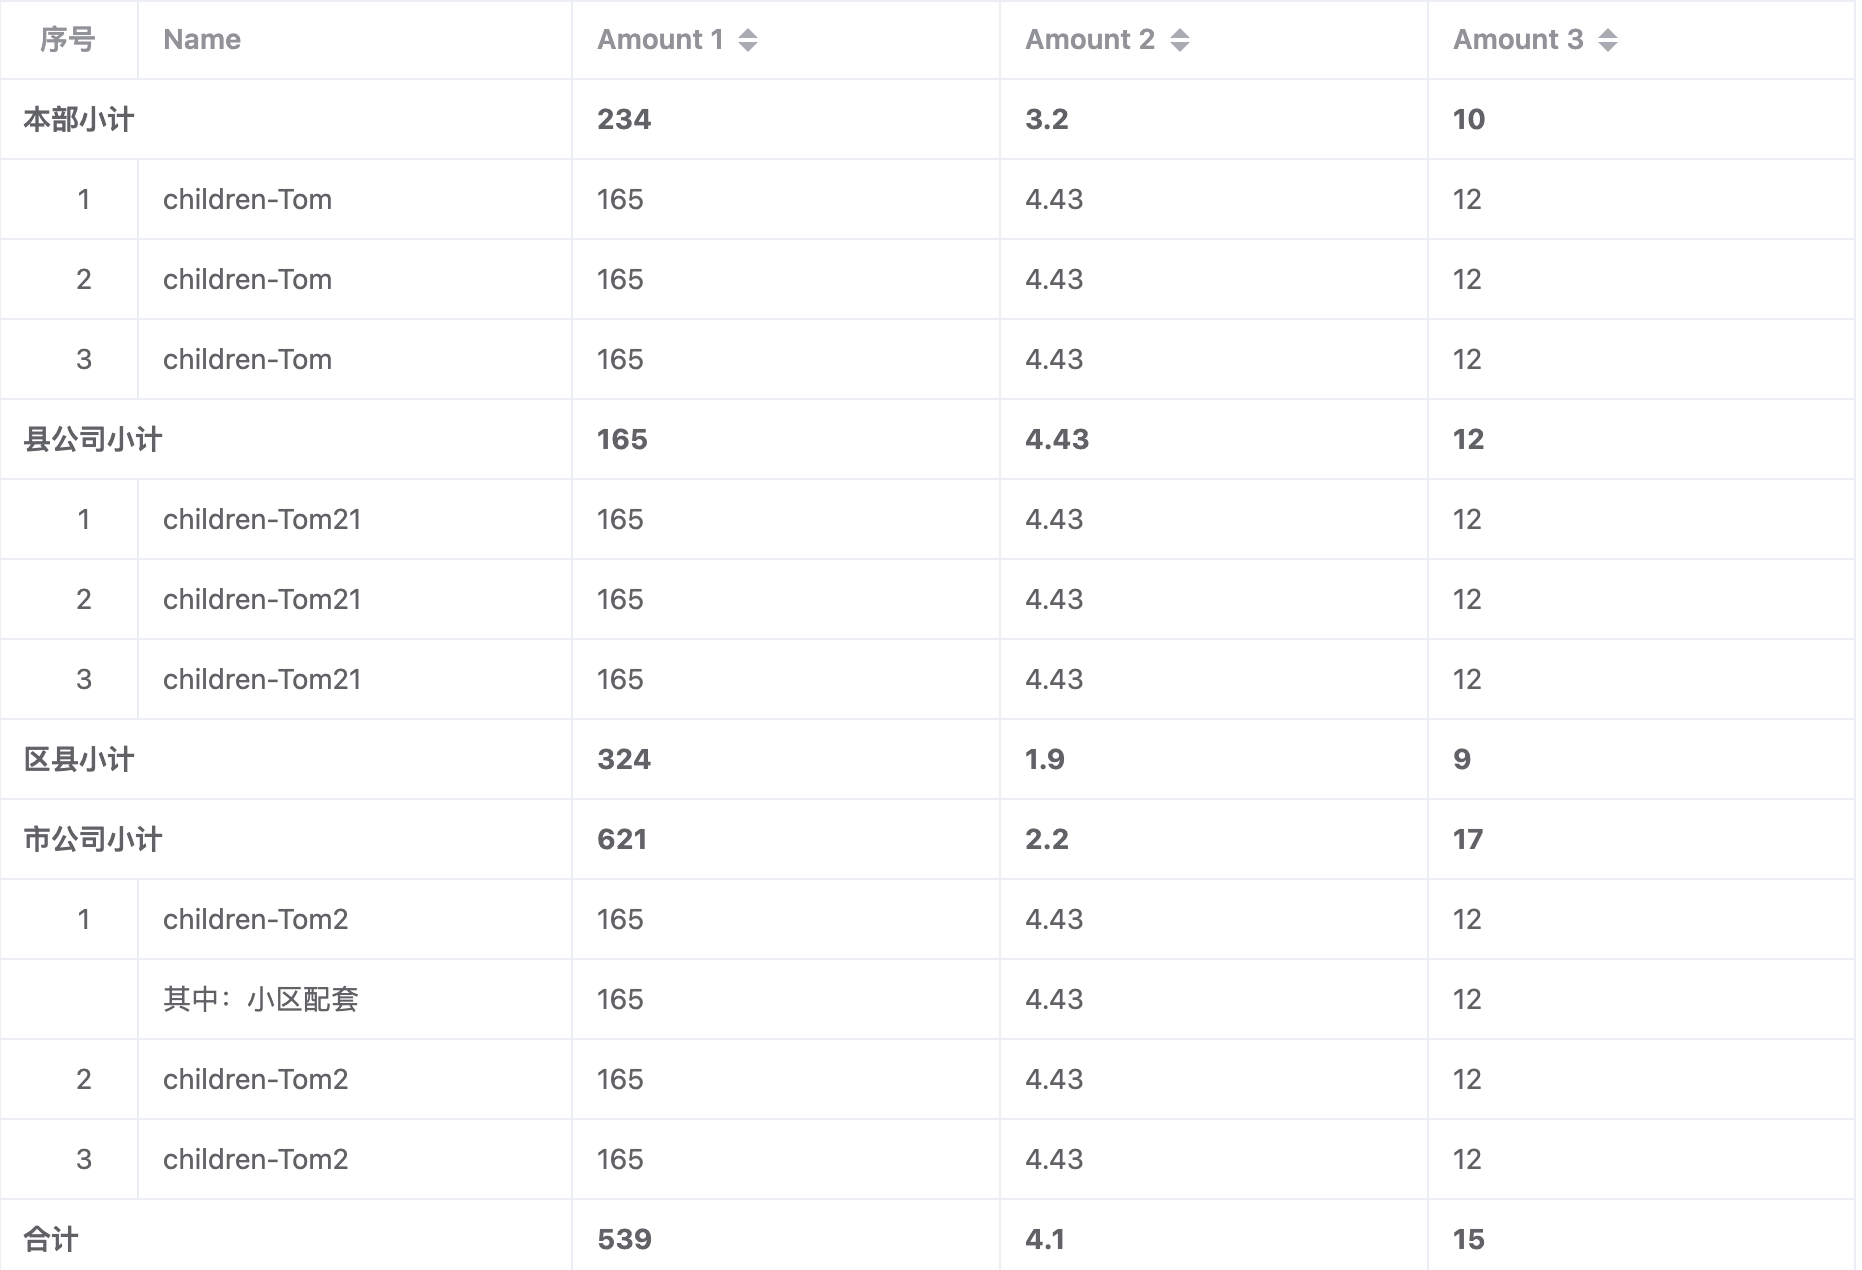 序号 Name Amount 1 Amount 2 Amount 3
本部小计 234 3.2 10
1 children-Tom 165 4.43 12
2 children-Tom 165 4.43 12
3 children-Tom 165 4.43 12
县公司小计 165 4.43 12
1 children-Tom21 165 4.43 12
2 children-Tom21 165 4.43 12
3 children-Tom21 165 4.43 12
区县小计 324 1.9 9
市公司小计 621 2.2 17
1 children-Tom2 165 4.43 12
其中：小区配套 165 4.43 12
2 children-Tom2 165 4.43 12
3 children-Tom2 165 4.43 12
合计 539 4.1 15